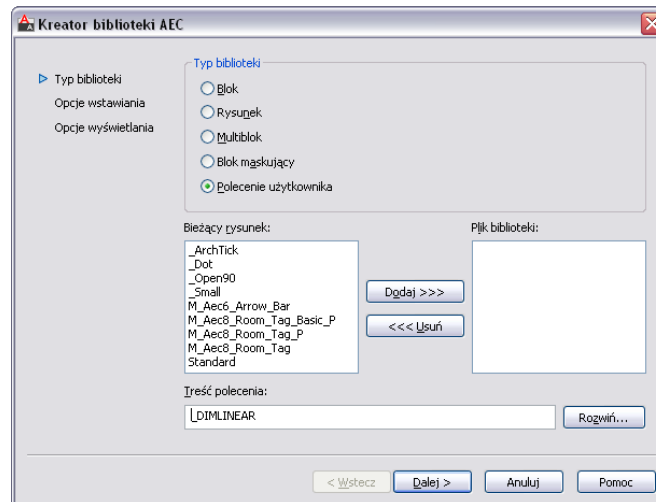 Kreator biblioteki AEC
Typ biblioteki
Opcje wstawiania
Opcje wyświetlania
Typ biblioteki
Blok
Rysunek
Multiblok
Blok maskujący
Polecenie użytkownika
Bieżący rysunek:
_ArchTick
_Dot
_Open90
_Small
M_Aec6_Arrow_Bar
M_Aec8_Room_Tag_Basic_P
M_Aec8_Room_Tag_P
M_Aec8_Room_Tag
Standard
Dodaj >>>
<<< Usuń
Plik biblioteki:
Treść polecenia:
_DIMLINEAR
Rozwiń...
< Wstecz
Dalej >
Anuluj
Pomoc